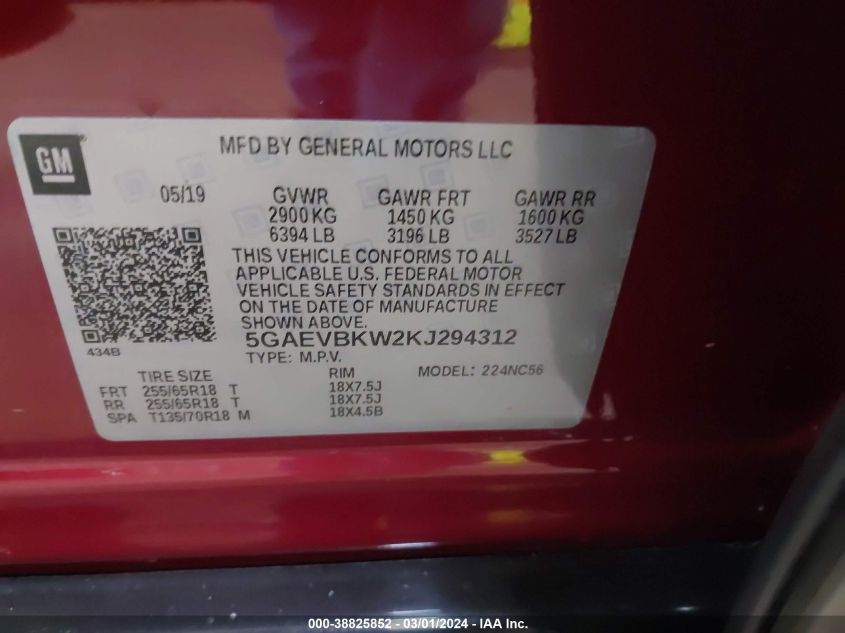 GM
MFD BY GENERAL MOTORS LLC
05/19 GVWR GAWR FRT GAWR RR
2900 KG 1450 KG 1600 KG
6394 LB 3196 LB 3527 LB
THIS VEHICLE CONFORMS TO ALL
APPLICABLE U.S. FEDERAL MOTOR
VEHICLE SAFETY STANDARDS IN EFFECT
ON THE DATE OF MANUFACTURE
SHOWN ABOVE.
434B
5GAEVBKW2KJ294312
TYPE: M.P.V. MODEL: 224NC56
TIRE SIZE RIM
FRT 255/65R18 T 18X7.5J
RR 255/65R18 T 18X7.5J
SPA T135/70R18 M 18X4.5B
000-38825852 - 03/01/2024 - IAA Inc.